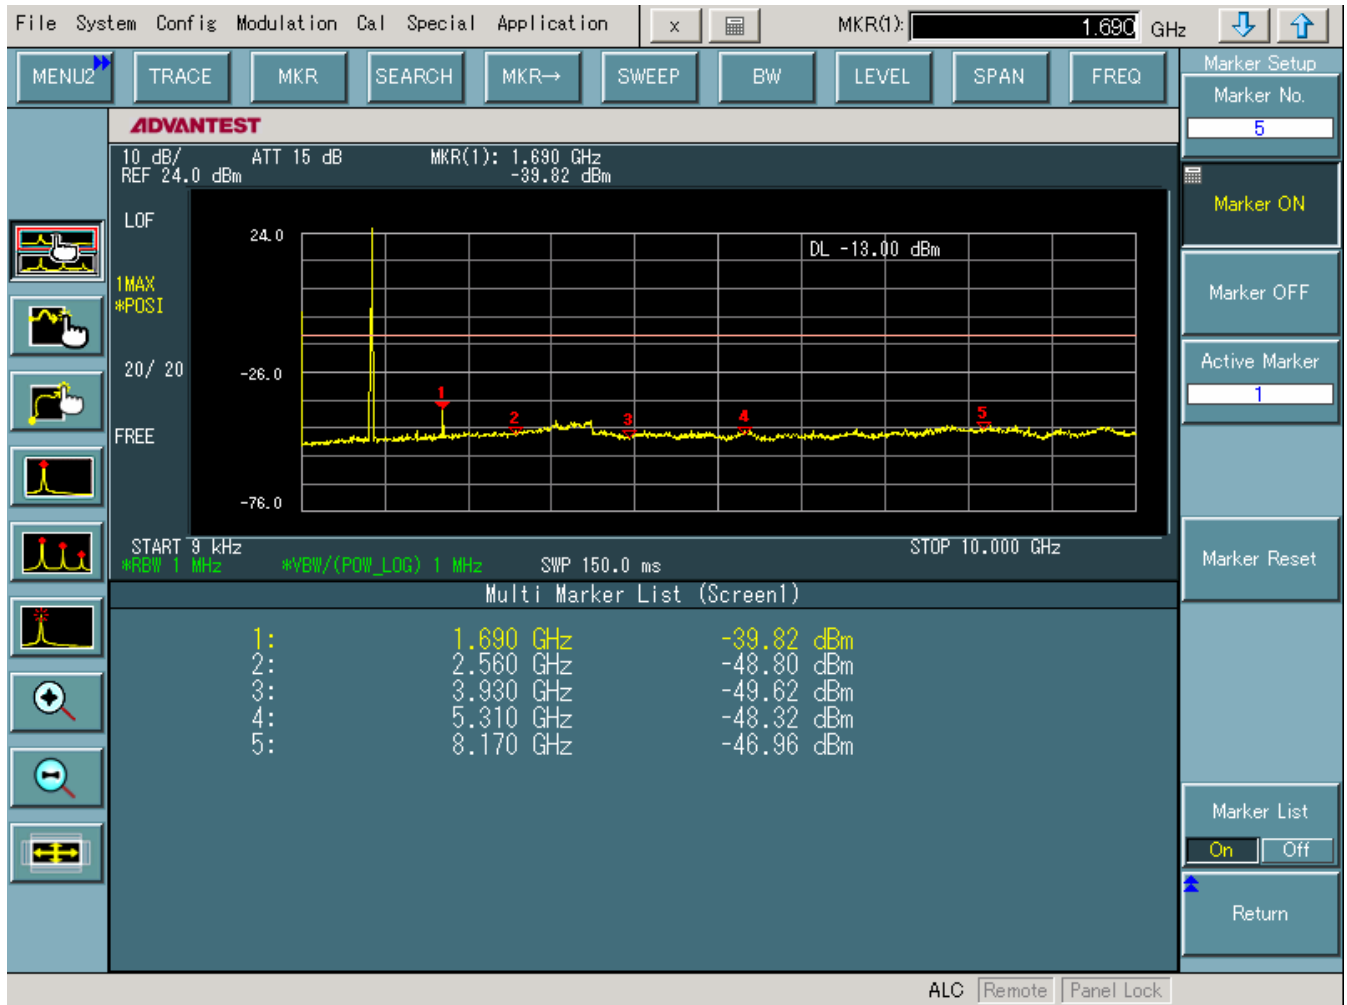 File System Config Modulation Cal Special Application x MKR(1): 1.690 GHz
MENU2 TRACE MKR SEARCH MKR→ SWEEP BW LEVEL SPAN FREQ
Marker Setup
Marker No.
5
Marker ON
Marker OFF
Active Marker
1
Marker Reset
Marker List
On Off
Return
ADVANTEST
10 dB/ ATT 15 dB MKR(1): 1.690 GHz
REF 24.0 dBm -39.82 dBm
LOF
24.0
DL -13.00 dBm
1MAX
*POSI
20/ 20
-26.0
1
2
3
4
5
FREE
-76.0
START 9 kHz STOP 10.000 GHz
*RBW 1 MHz *VBW/(POW_LOG) 1 MHz SWP 150.0 ms
Multi Marker List (Screen1)
1: 1.690 GHz -39.82 dBm
2: 2.560 GHz -48.80 dBm
3: 3.930 GHz -49.62 dBm
4: 5.310 GHz -48.32 dBm
5: 8.170 GHz -46.96 dBm
ALC Remote Panel Lock